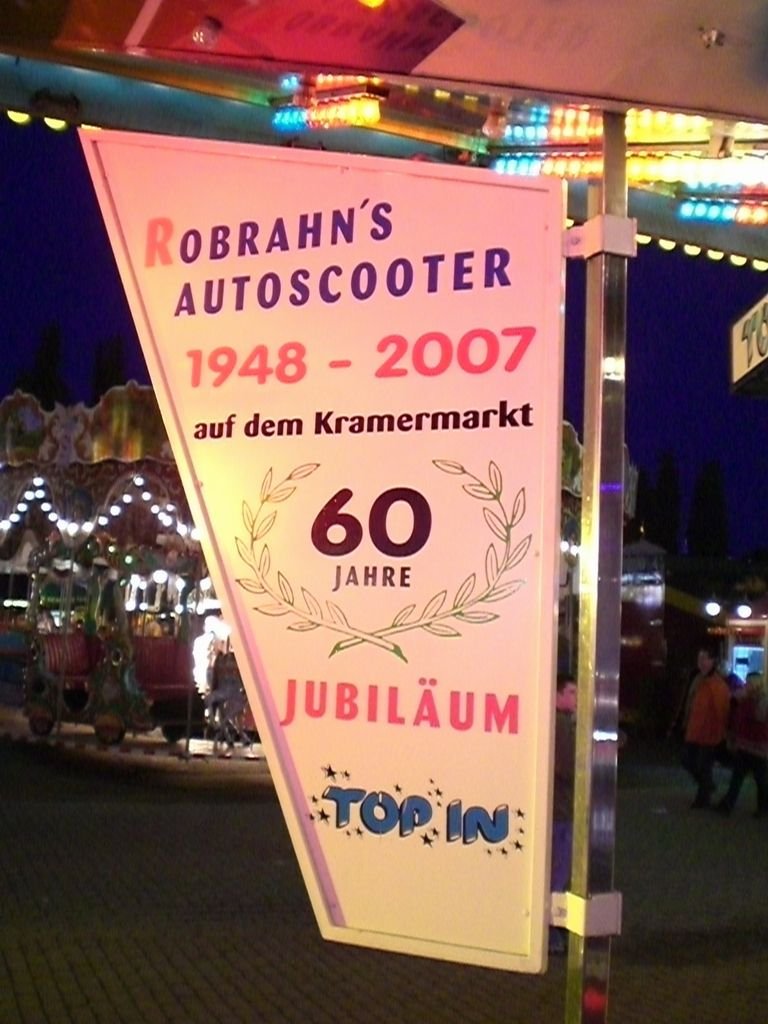 ROBRAHN'S
AUTOSCOOTER
1948 - 2007
auf dem Kramermarkt
60
JAHRE
JUBILÄUM
TOP IN